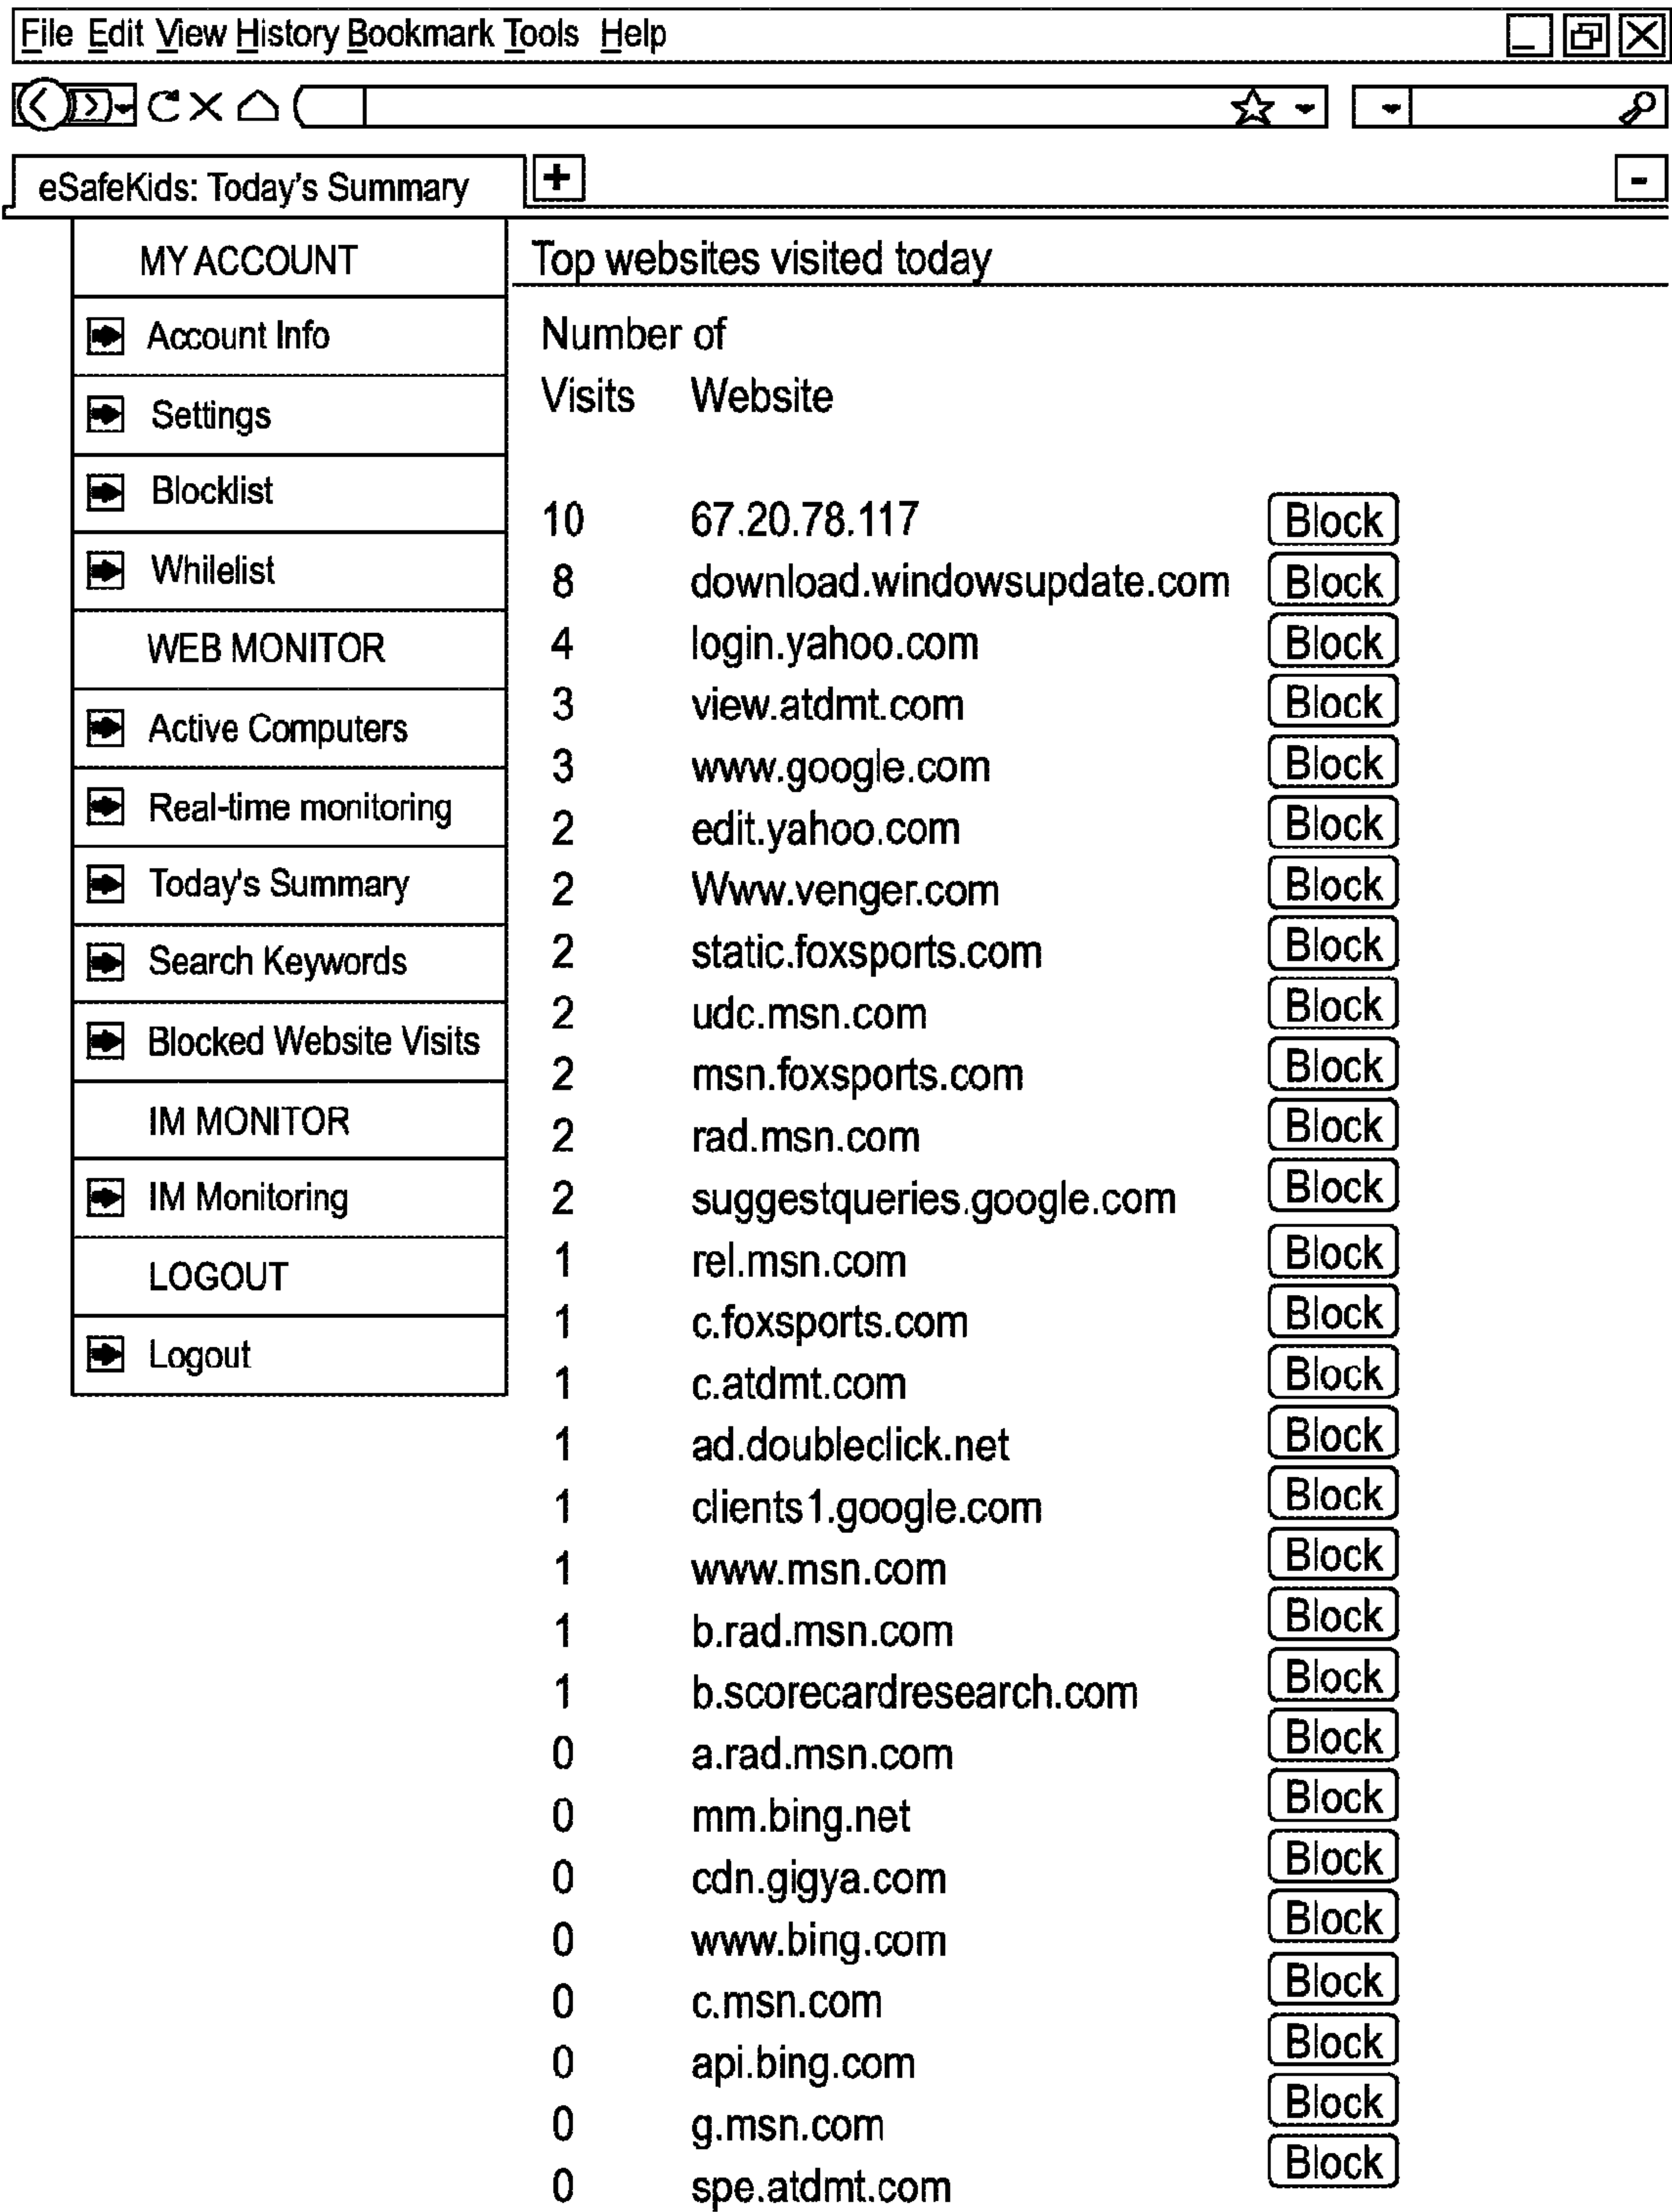 File Edit View History Bookmark Tools Help
eSafeKids: Today's Summary
MY ACCOUNT
Account Info
Settings
Blocklist
Whilelist
WEB MONITOR
Active Computers
Real-time monitoring
Today's Summary
Search Keywords
Blocked Website Visits
IM MONITOR
IM Monitoring
LOGOUT
Logout
Top websites visited today
Number of
Visits Website
10 67.20.78.117 Block
8 download.windowsupdate.com Block
4 login.yahoo.com Block
3 view.atdmt.com Block
3 www.google.com Block
2 edit.yahoo.com Block
2 Www.venger.com Block
2 static.foxsports.com Block
2 udc.msn.com Block
2 msn.foxsports.com Block
2 rad.msn.com Block
2 suggestqueries.google.com Block
1 rel.msn.com Block
1 c.foxsports.com Block
1 c.atdmt.com Block
1 ad.doubleclick.net Block
1 clients1.google.com Block
1 www.msn.com Block
1 b.rad.msn.com Block
1 b.scorecardresearch.com Block
0 a.rad.msn.com Block
0 mm.bing.net Block
0 cdn.gigya.com Block
0 www.bing.com Block
0 c.msn.com Block
0 api.bing.com Block
0 g.msn.com Block
0 spe.atdmt.com Block